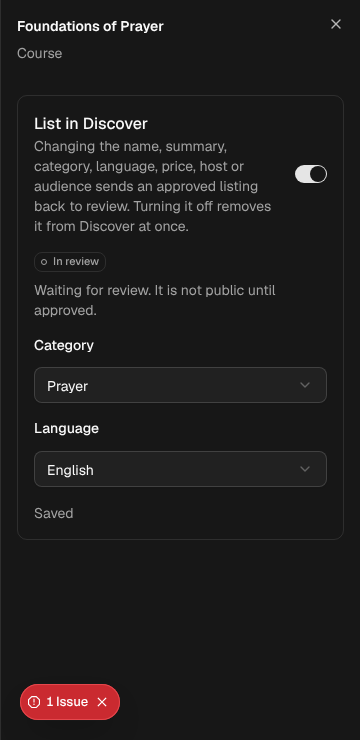 Foundations of Prayer
Course
List in Discover
Changing the name, summary,
category, language, price, host or
audience sends an approved listing
back to review. Turning it off removes
it from Discover at once.
In review
Waiting for review. It is not public until
approved.
Category
Prayer
Language
English
Saved
1 Issue